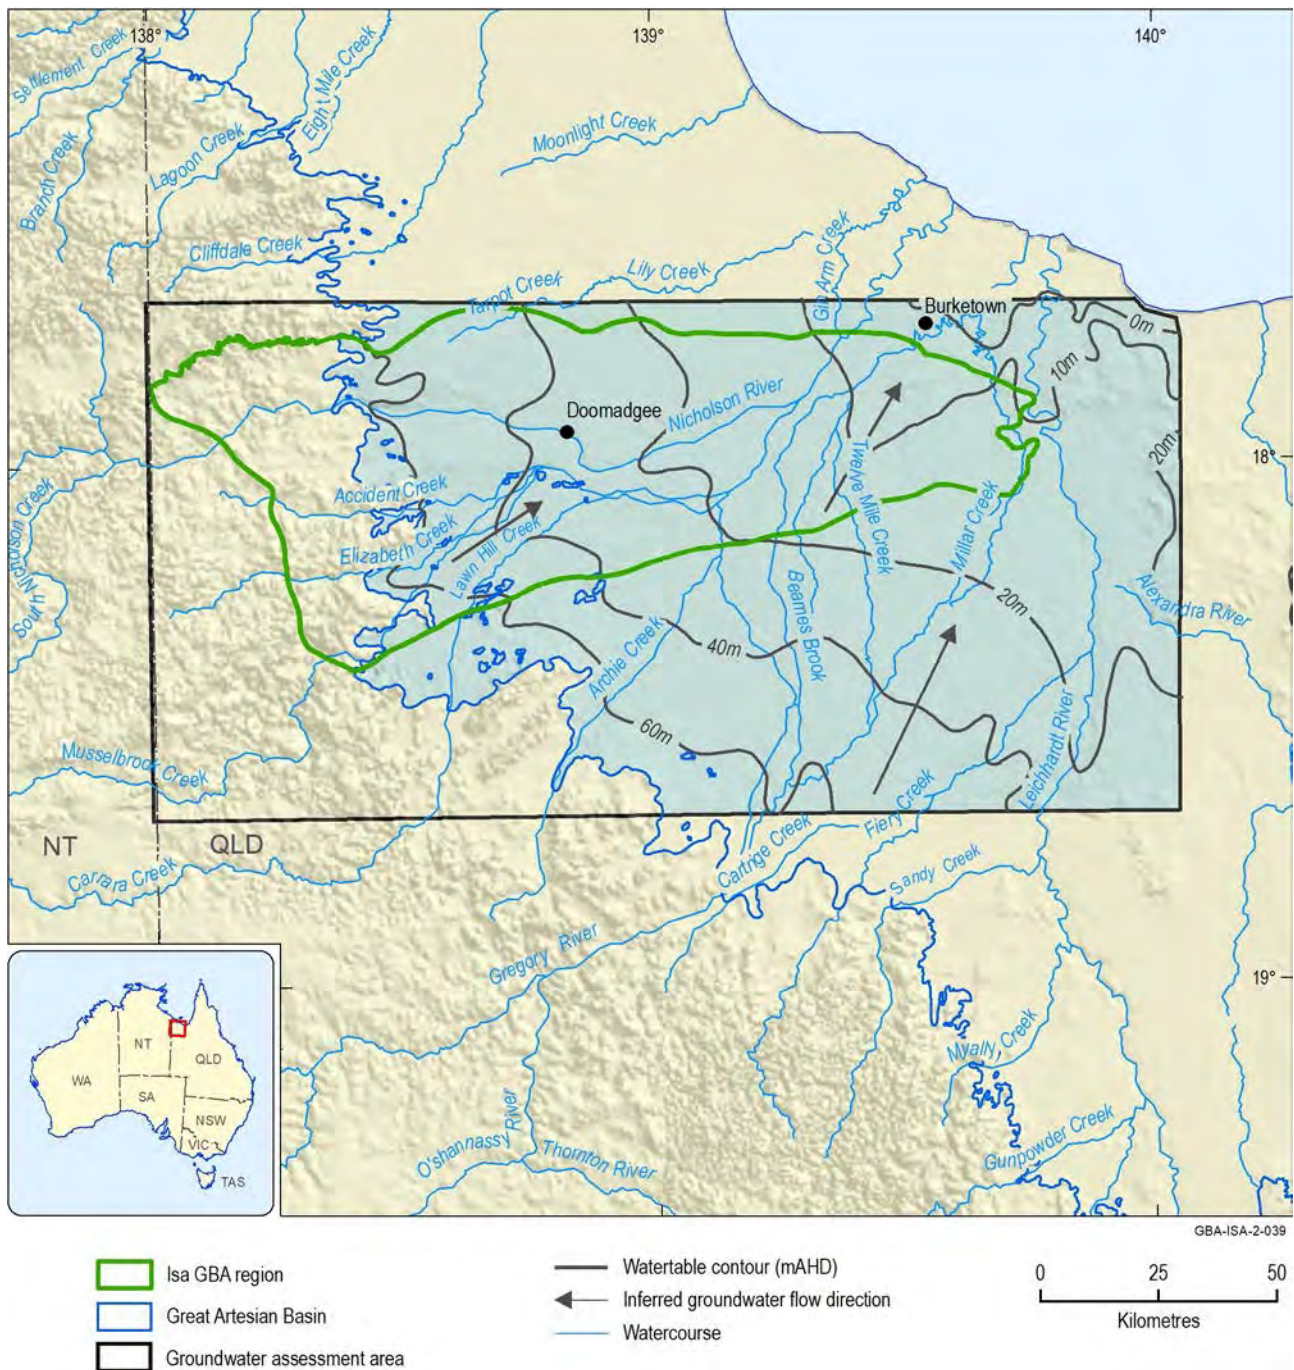 138°
139°
140°
Settlement Creek
Eight Mile Creek
Lagoon Creek
Branch Creek
Moonlight Creek
Cliffdale Creek
Lily Creek
Tarpot Creek
Gin Arm Creek
Burketown
0m
10m
Doomadgee
Nicholson River
Twelve Mile Creek
20m
18°
Accident Creek
Elizabeth Creek
Lawn Hill Creek
South Nicholson Creek
Millar Creek
Beames Brook
20m
Alexandra River
Archie Creek
40m
60m
Leichhardt River
Musselbrook Creek
Fiery Creek
Cartrige Creek
NT
QLD
Carrara Creek
Sandy Creek
Gregory River
19°
Myally Creek
O'shannassy River
Thornton River
Gunpowder Creek
WA
NT
QLD
SA
NSW
VIC
TAS
GBA-ISA-2-039
Isa GBA region
Great Artesian Basin
Groundwater assessment area
Watertable contour (mAHD)
Inferred groundwater flow direction
Watercourse
0 25 50
Kilometres